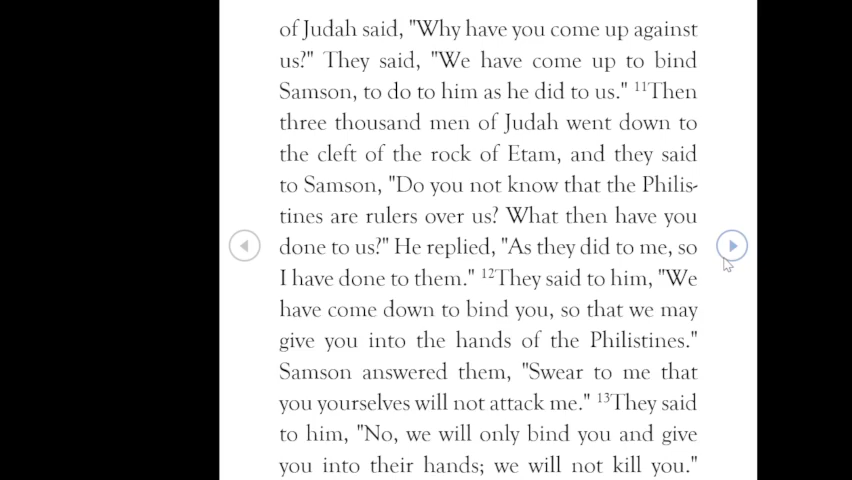 of Judah said, "Why have you come up against
us?" They said, "We have come up to bind
Samson, to do to him as he did to us." 11Then
three thousand men of Judah went down to
the cleft of the rock of Etam, and they said
to Samson, "Do you not know that the Philis-
tines are rulers over us? What then have you
done to us?" He replied, "As they did to me, so
I have done to them." 12They said to him, "We
have come down to bind you, so that we may
give you into the hands of the Philistines."
Samson answered them, "Swear to me that
you yourselves will not attack me." 13They said
to him, "No, we will only bind you and give
you into their hands; we will not kill you."